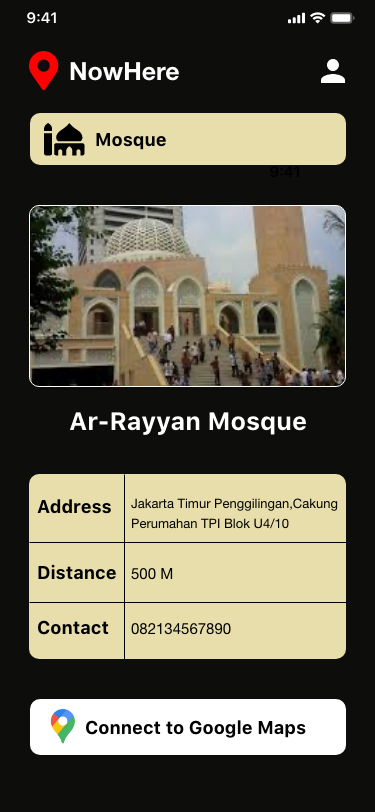 9:41
NowHere
Mosque
9:41
Ar-Rayyan Mosque
Address
Jakarta Timur Penggilingan,Cakung
Perumahan TPI Blok U4/10
Distance
500 M
Contact
082134567890
Connect to Google Maps